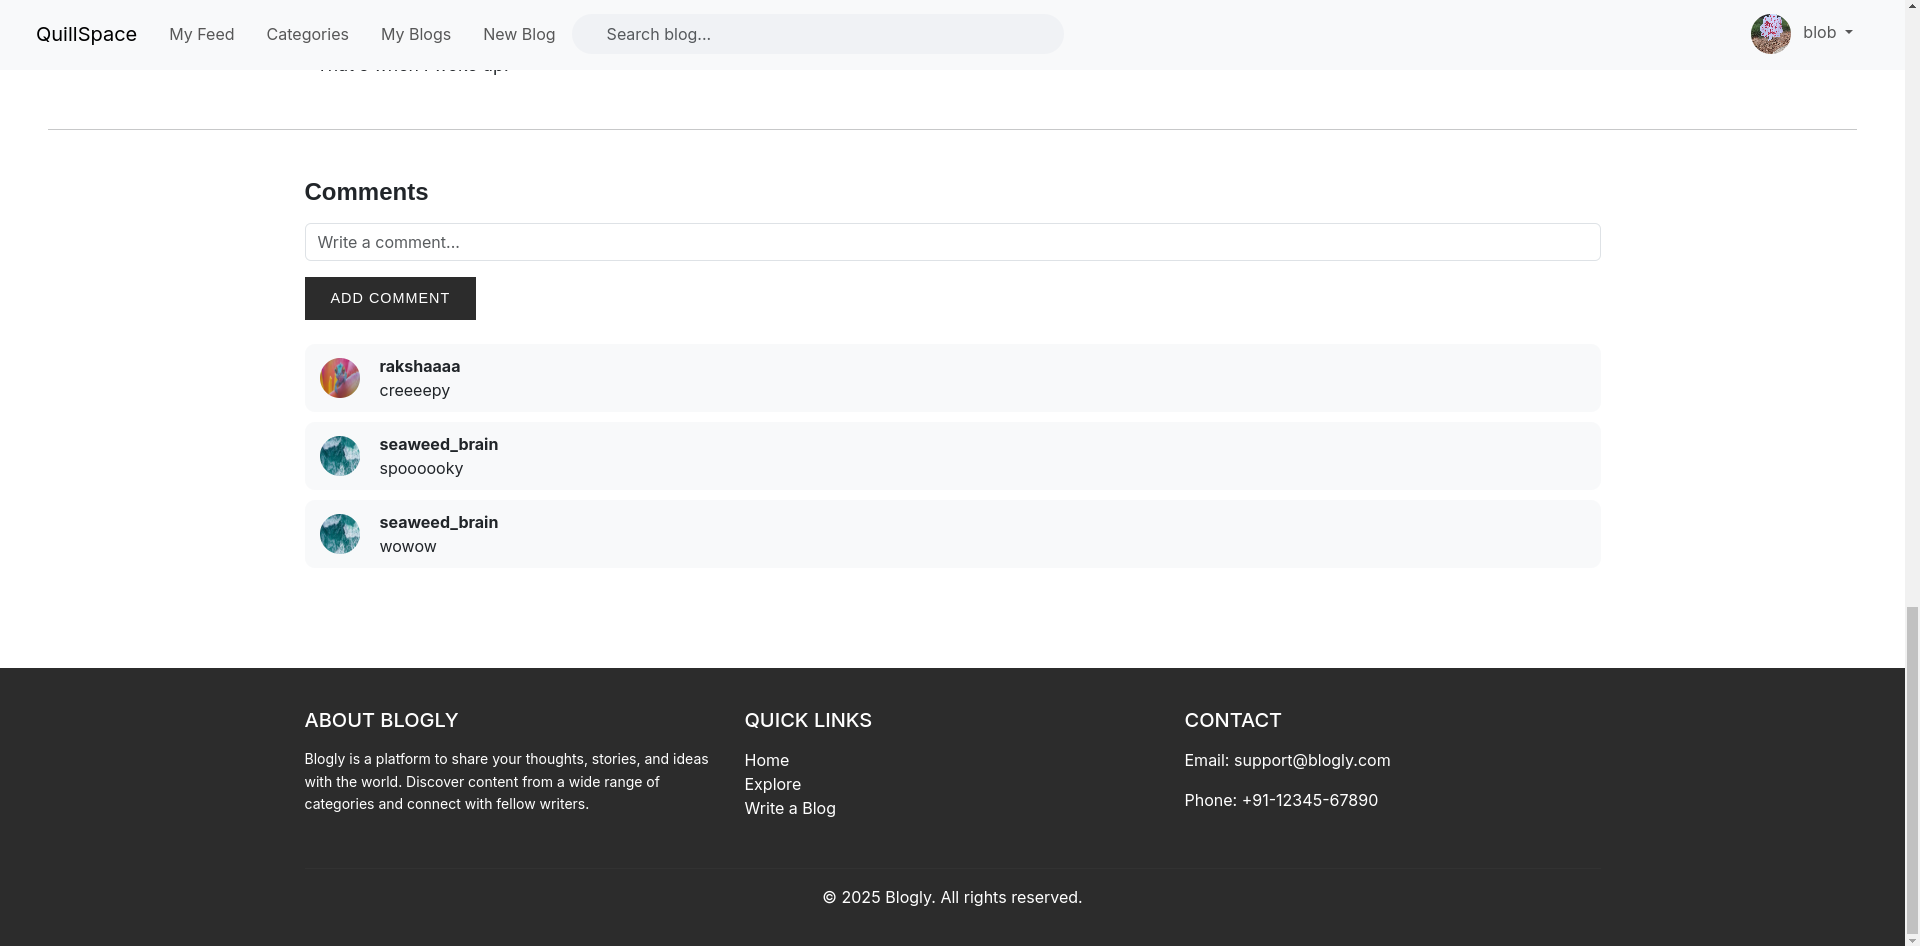 QuillSpace My Feed Categories My Blogs New Blog Search blog... blob
Comments
Write a comment...
ADD COMMENT
rakshaaaa
creeeepy
seaweed_brain
spoooooky
seaweed_brain
wowow
ABOUT BLOGLY
Blogly is a platform to share your thoughts, stories, and ideas
with the world. Discover content from a wide range of
categories and connect with fellow writers.
QUICK LINKS
Home
Explore
Write a Blog
CONTACT
Email: support@blogly.com
Phone: +91-12345-67890
© 2025 Blogly. All rights reserved.